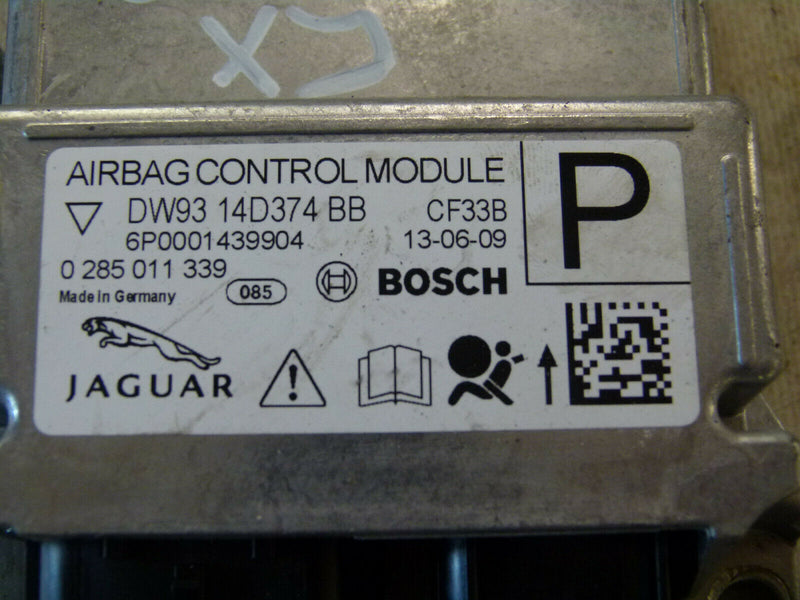 XJ
AIRBAG CONTROL MODULE
P
DW93 14D374 BB CF33B
6P0001439904 13-06-09
0 285 011 339
BOSCH
Made in Germany
085
JAGUAR